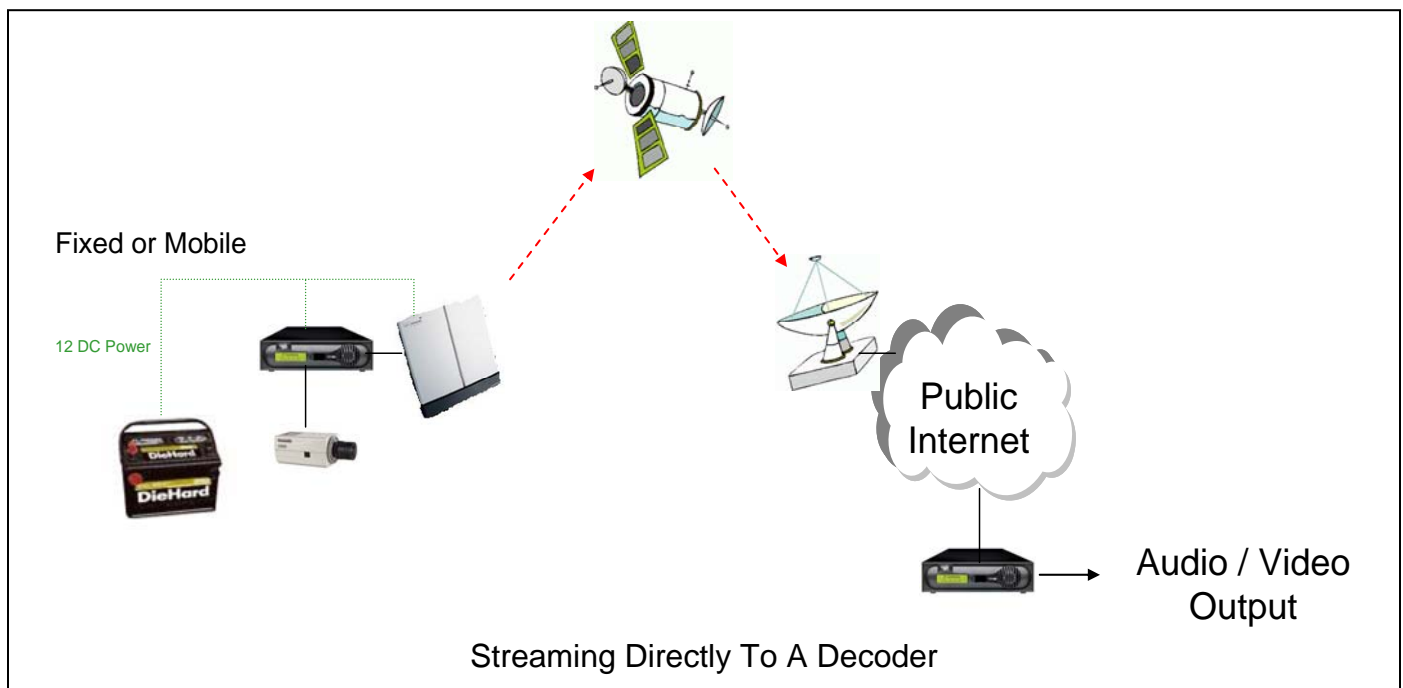 Fixed or Mobile
12 DC Power
DieHard
DieHard
Public
Internet
Audio / Video
Output
Streaming Directly To A Decoder